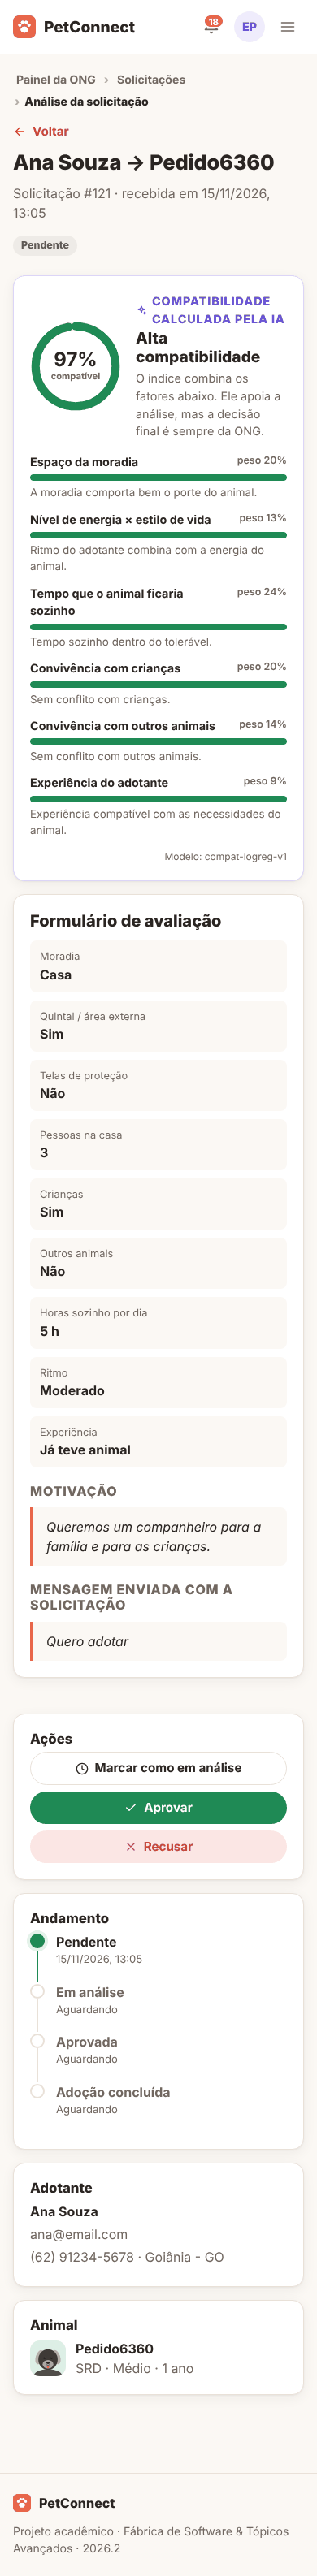 PetConnect
18
EP
Painel da ONG › Solicitações
› Análise da solicitação
← Voltar
Ana Souza → Pedido6360
Solicitação #121 · recebida em 15/11/2026,
13:05
Pendente
97%
compatível
COMPATIBILIDADE
CALCULADA PELA IA
Alta
compatibilidade
O índice combina os
fatores abaixo. Ele apoia a
análise, mas a decisão
final é sempre da ONG.
Espaço da moradia peso 20%
A moradia comporta bem o porte do animal.
Nível de energia × estilo de vida peso 13%
Ritmo do adotante combina com a energia do
animal.
Tempo que o animal ficaria peso 24%
sozinho
Tempo sozinho dentro do tolerável.
Convivência com crianças peso 20%
Sem conflito com crianças.
Convivência com outros animais peso 14%
Sem conflito com outros animais.
Experiência do adotante peso 9%
Experiência compatível com as necessidades do
animal.
Modelo: compat-logreg-v1
Formulário de avaliação
Moradia
Casa
Quintal / área externa
Sim
Telas de proteção
Não
Pessoas na casa
3
Crianças
Sim
Outros animais
Não
Horas sozinho por dia
5 h
Ritmo
Moderado
Experiência
Já teve animal
MOTIVAÇÃO
Queremos um companheiro para a
família e para as crianças.
MENSAGEM ENVIADA COM A
SOLICITAÇÃO
Quero adotar
Ações
Marcar como em análise
Aprovar
Recusar
Andamento
Pendente
15/11/2026, 13:05
Em análise
Aguardando
Aprovada
Aguardando
Adoção concluída
Aguardando
Adotante
Ana Souza
ana@email.com
(62) 91234-5678 · Goiânia - GO
Animal
Pedido6360
SRD · Médio · 1 ano
PetConnect
Projeto acadêmico · Fábrica de Software & Tópicos
Avançados · 2026.2